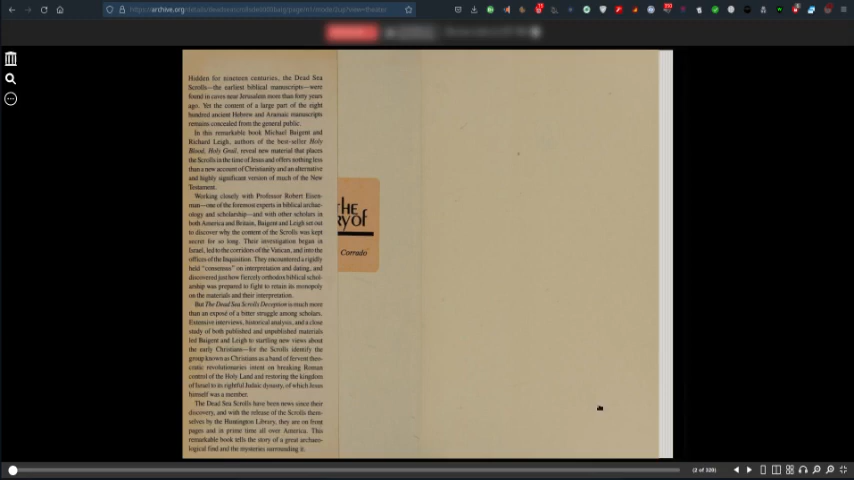 https://archive.org/details/deadseascrollsde00baig/page/n1/mode/2up?view=theater
Hidden for nineteen centuries, the Dead Sea
Scrolls—the earliest biblical manuscripts—were
found in caves near Jerusalem more than forty years
ago. Yet the content of a large part of the eight
hundred ancient Hebrew and Aramaic manuscripts
remains concealed from the general public.
In this remarkable book Michael Baigent and
Richard Leigh, authors of the best-seller Holy
Blood, Holy Grail, reveal new material that places
the Scrolls in the time of Jesus and offers nothing less
than a new account of Christianity and an alternative
and highly significant version of much of the New
Testament.
Working closely with Professor Robert Eisen-
man—one of the foremost experts in biblical archae-
ology and scholarship—and with other scholars in
both America and Britain, Baigent and Leigh set out
to discover why the content of the Scrolls was kept
secret for so long. Their investigation began in
Israel, led to the corridors of the Vatican, and into the
offices of the Inquisition. They encountered a rigidly
held "consensus" on interpretation and dating, and
discovered just how fiercely orthodox biblical schol-
arship was prepared to fight to retain its monopoly
on the materials and their interpretation.
But The Dead Sea Scrolls Deception is much more
than an exposé of a bitter struggle among scholars.
Extensive interviews, historical analysis, and a close
study of both published and unpublished materials
led Baigent and Leigh to startling new views about
the early Christians—for the Scrolls identify the
group known as Christians as a band of fervent theo-
cratic revolutionaries intent on breaking Roman
control of the Holy Land and restoring the kingdom
of Israel to its rightful Judaic dynasty, of which Jesus
himself was a member.
The Dead Sea Scrolls have been news since their
discovery, and with the release of the Scrolls them-
selves by the Huntington Library, they are on front
pages and in prime time all over America. This
remarkable book tells the story of a great archaeo-
logical find and the mysteries surrounding it.
THE
RY of
Corrado
(2 of 320)